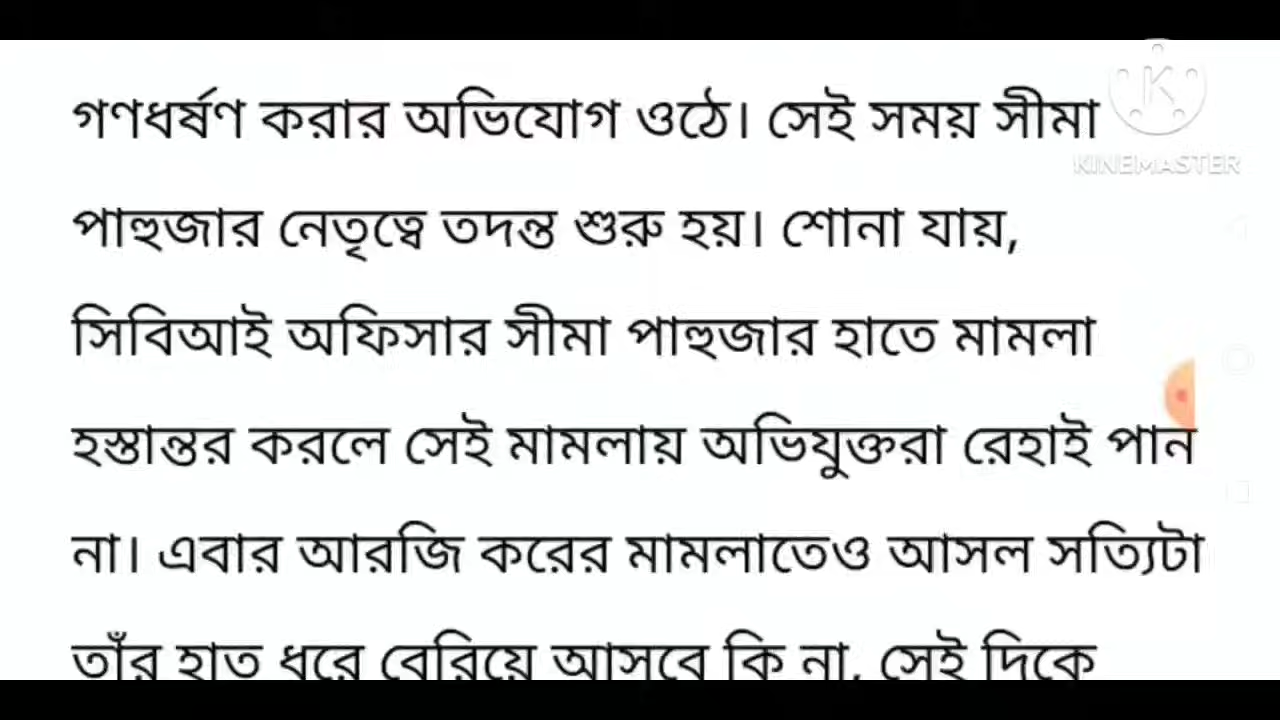 গণধর্ষণ করার অভিযোগ ওঠে। সেই সময় সীমা
KINEMASTER
পাহুজার নেতৃত্বে তদন্ত শুরু হয়। শোনা যায়,
সিবিআই অফিসার সীমা পাহুজার হাতে মামলা
হস্তান্তর করলে সেই মামলায় অভিযুক্তরা রেহাই পান
না। এবার আরজি করের মামলাতেও আসল সত্যিটা
তাঁর হাত ধরে বেরিয়ে আসবে কি না, সেই দিকে